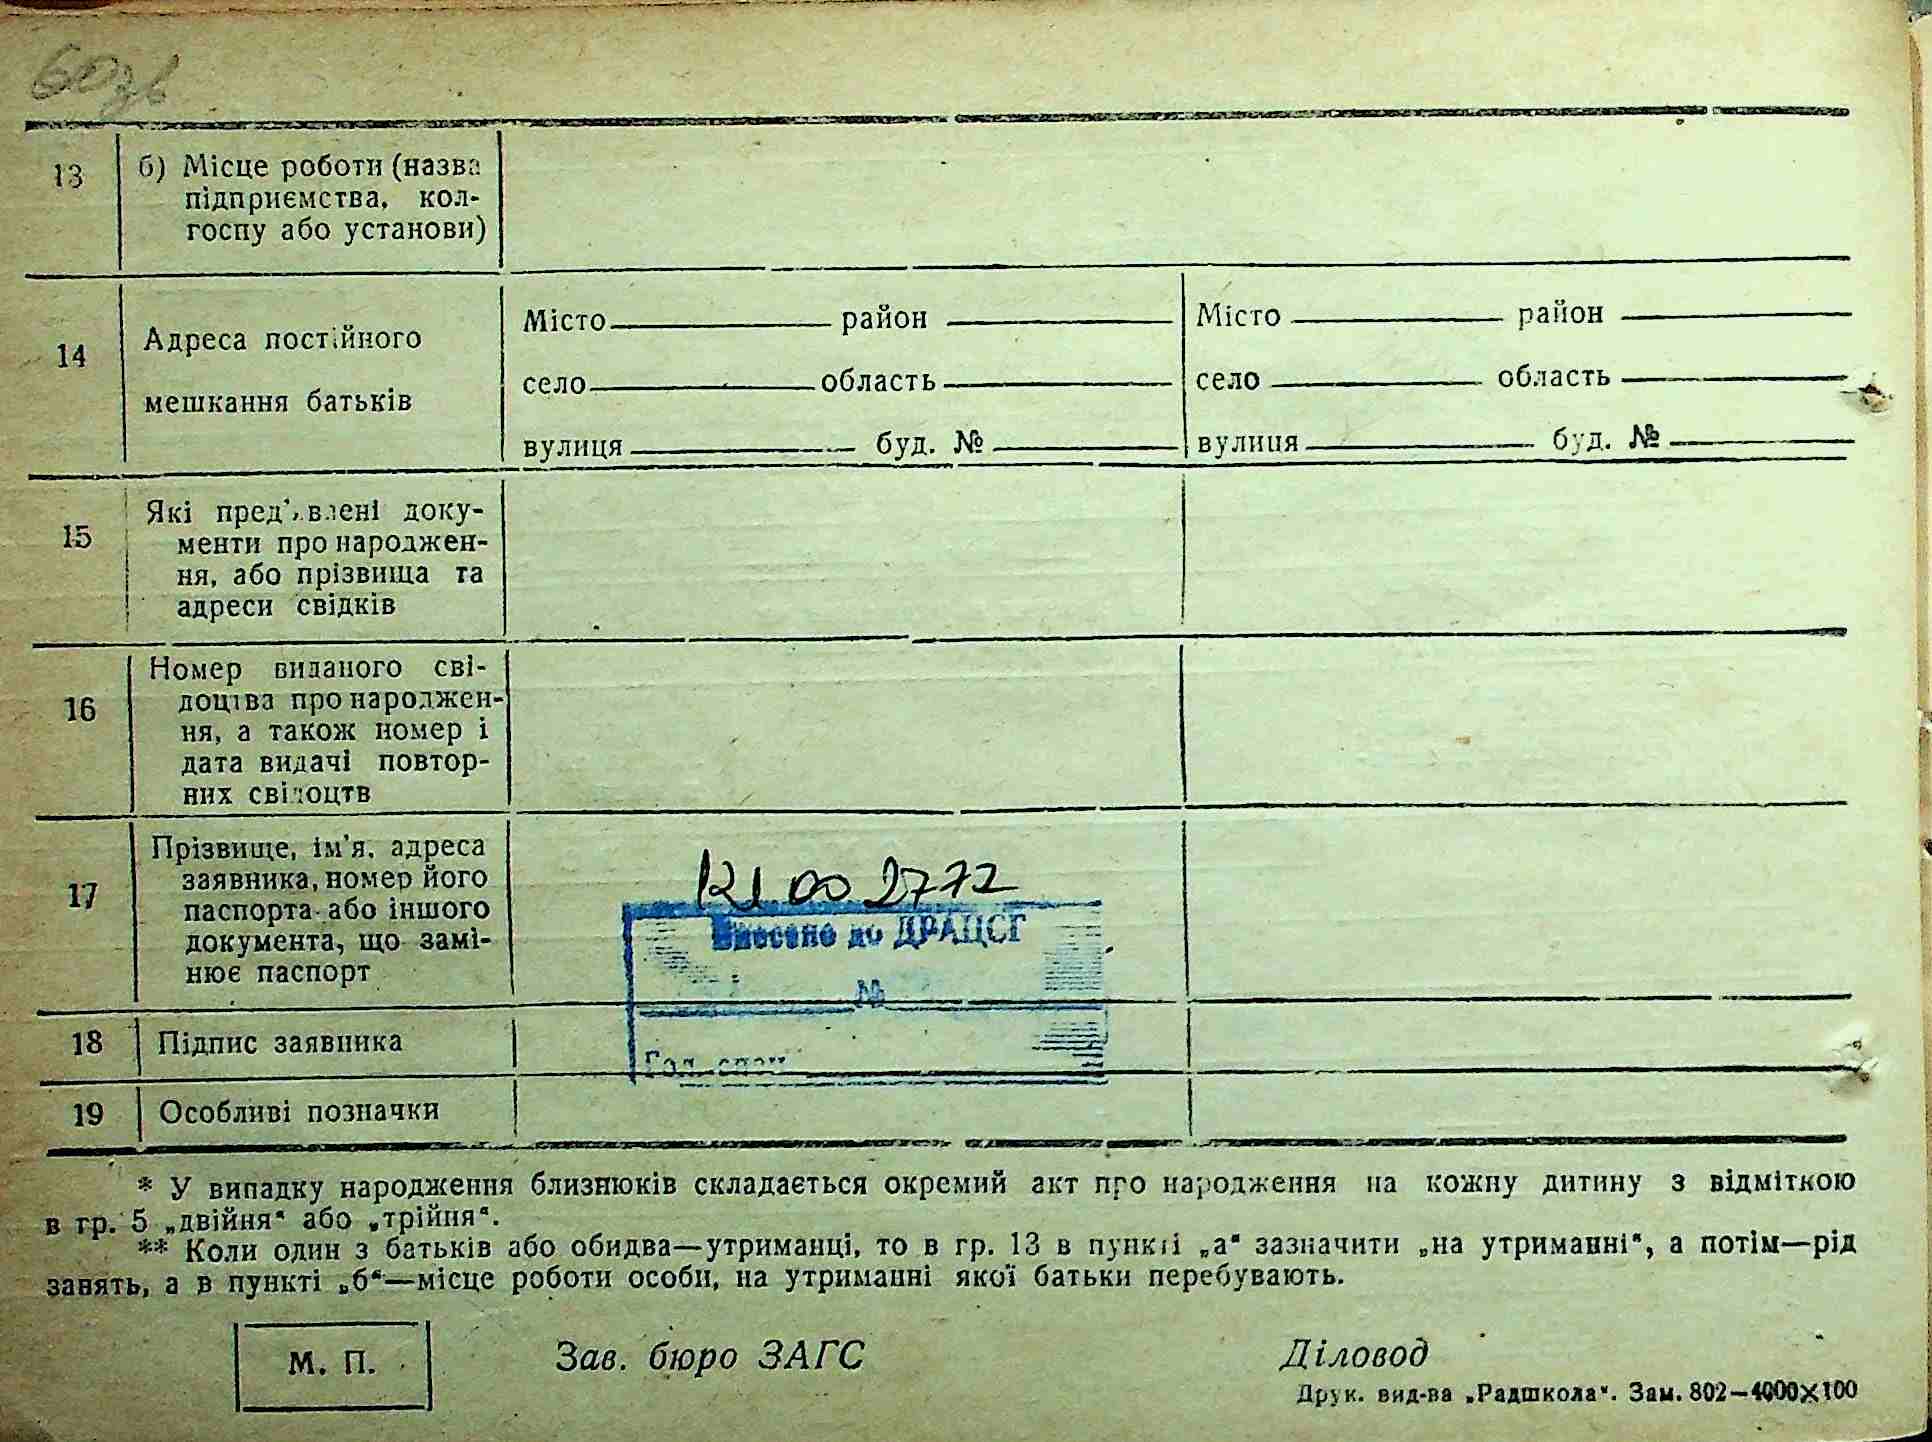 60зв
13
б) Місце роботи (назва
підприємства, кол-
госпу або установи)
14
Адреса постійного
мешкання батьків
Місто район
село область
вулиця буд. №
Місто район
село область
вулиця буд. №
15
Які пред'явлені доку-
менти про народжен-
ня, або прізвища та
адреси свідків
16
Номер виданого сві-
доцтва про народжен-
ня, а також номер і
дата видачі повтор-
них свідоцтв
17
Прізвище, ім'я, адреса
заявника, номер його
паспорта або іншого
документа, що замі-
нює паспорт
00 2772
Внесено до ДРАЦСГ
№
Гол. спец.
18
Підпис заявника
19
Особливі позначки
* У випадку народження близнюків складається окремий акт про народження на кожну дитину з відміткою
в гр. 5 „двійня“ або „трійня“.
** Коли один з батьків або обидва—утриманці, то в гр. 13 в пункті „а“ зазначити „на утриманні“, а потім—рід
занять, а в пункті „б“—місце роботи особи, на утриманні якої батьки перебувають.
М. П.
Зав. бюро ЗАГС
Діловод
Друк. вид-ва „Радшкола“. Зам. 802—4000×100